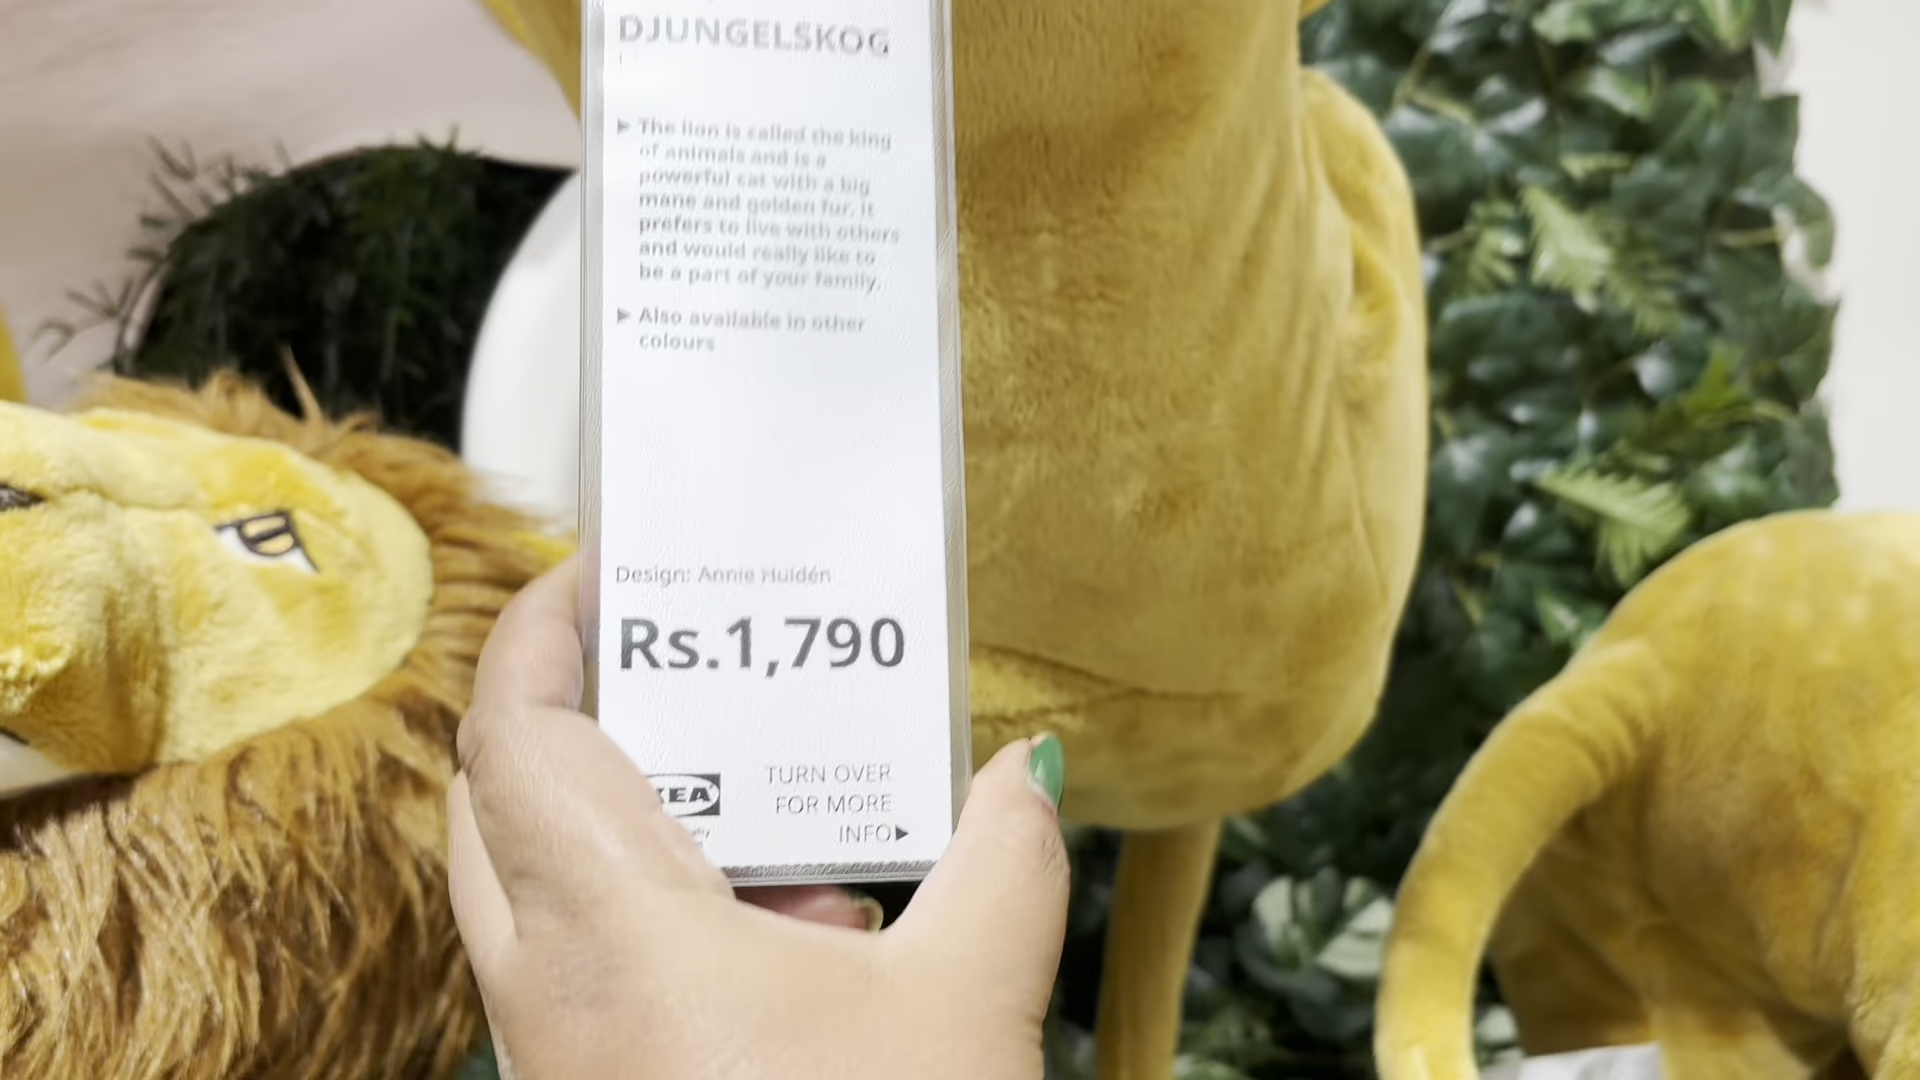 DJUNGELSKOG
▶ The lion is called the king
of animals and is a
powerful cat with a big
mane and golden fur. It
prefers to live with others
and would really like to
be a part of your family.
▶ Also available in other
colours
Design: Annie Huldén
Rs.1,790
KEA
TURN OVER
FOR MORE
INFO▶